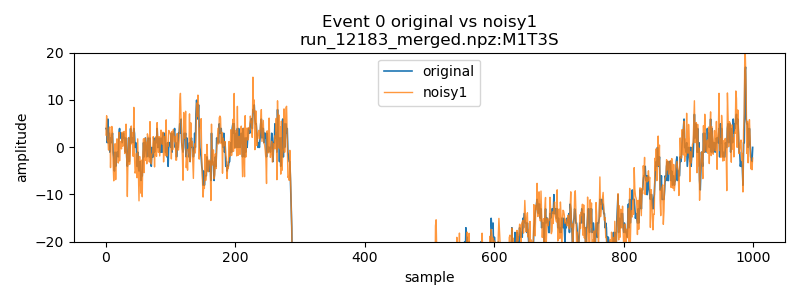 Event 0 original vs noisy1
run_12183_merged.npz:M1T3S
original
noisy1
amplitude
20
10
0
−10
−20
0
200
400
600
800
1000
sample